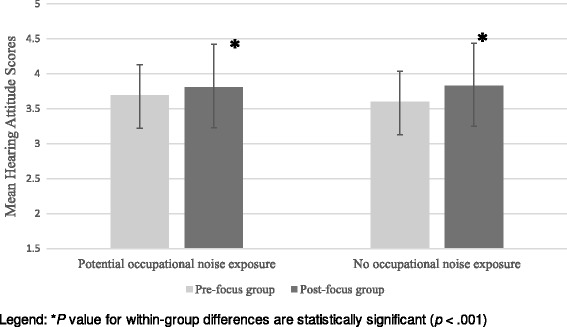 5
4.5
4
3.5
3
2.5
2
1.5
Mean Hearing Attitude Scores
*
*
Potential occupational noise exposure
No occupational noise exposure
Pre-focus group Post-focus group
Legend: *P value for within-group differences are statistically significant (p < .001)